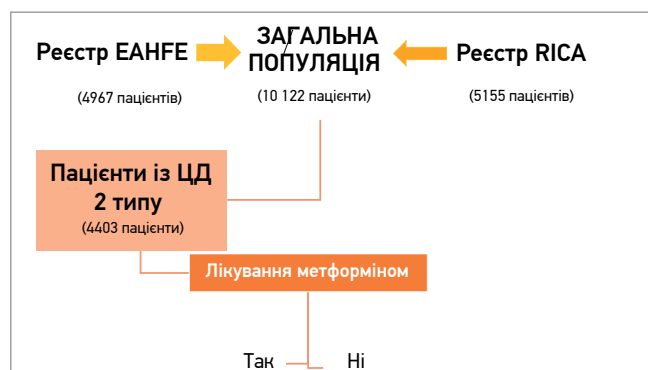 Реєстр EAHFE
ЗАГАЛЬНА
ПОПУЛЯЦІЯ
Реєстр RICA
(4967 пацієнтів)
(10 122 пацієнти)
(5155 пацієнтів)
Пацієнти із ЦД
2 типу
(4403 пацієнти)
Лікування метформіном
Так
Ні